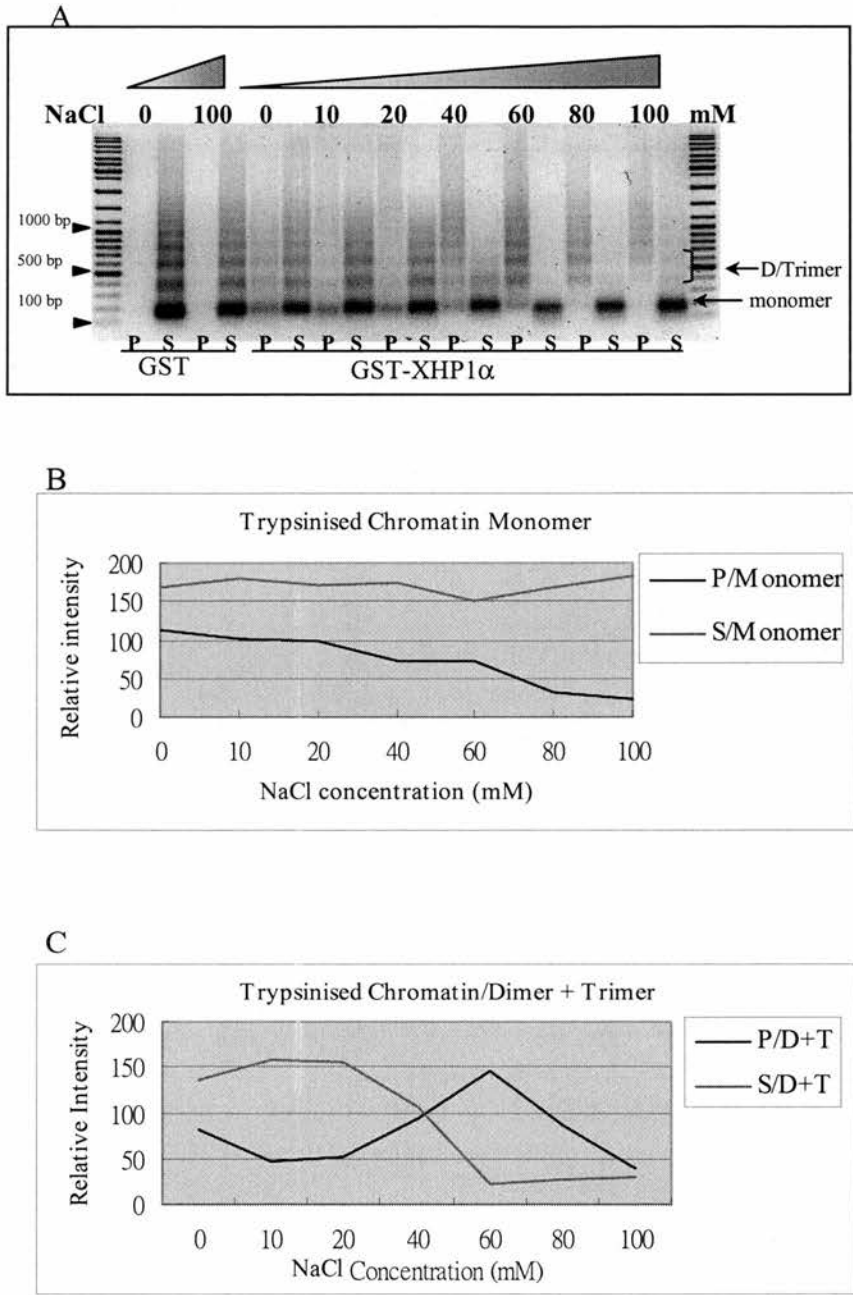 A
NaCl 0 100 0 10 20 40 60 80 100 mM
1000 bp
500 bp
100 bp
D/Trimer
monomer
P S P S P S P S P S P S P S P S P S
GST
GST-XHP1α
B
Trypsinised Chromatin Monomer
Relative intensity
200
150
100
50
0
0 10 20 40 60 80 100
NaCl concentration (mM)
P/Monomer
S/Monomer
C
Trypsinised Chromatin/Dimer + Trimer
Relative Intensity
200
150
100
50
0
0 10 20 40 60 80 100
NaCl Concentration (mM)
P/D+T
S/D+T